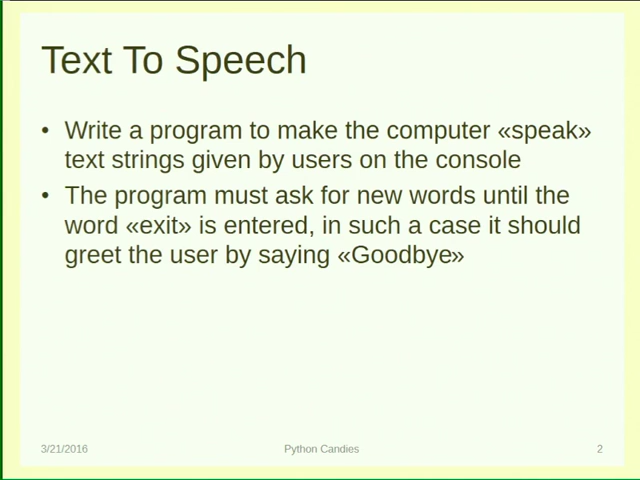 Text To Speech
• Write a program to make the computer «speak»
text strings given by users on the console
• The program must ask for new words until the
word «exit» is entered, in such a case it should
greet the user by saying «Goodbye»
3/21/2016 Python Candies 2